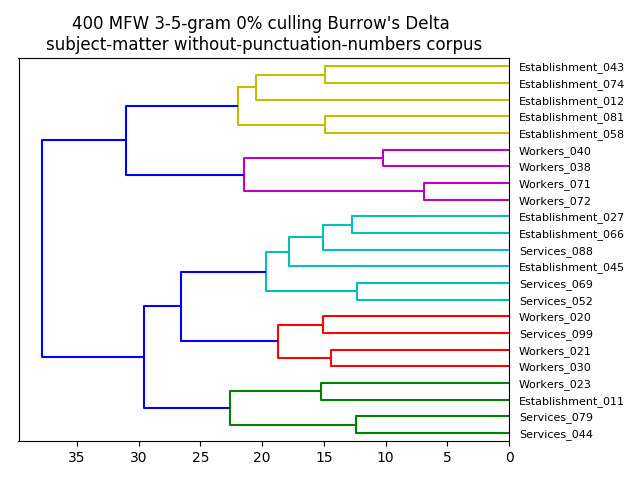 400 MFW 3-5-gram 0% culling Burrow's Delta
subject-matter without-punctuation-numbers corpus
Establishment_043
Establishment_074
Establishment_012
Establishment_081
Establishment_058
Workers_040
Workers_038
Workers_071
Workers_072
Establishment_027
Establishment_066
Services_088
Establishment_045
Services_069
Services_052
Workers_020
Services_099
Workers_021
Workers_030
Workers_023
Establishment_011
Services_079
Services_044
35 30 25 20 15 10 5 0